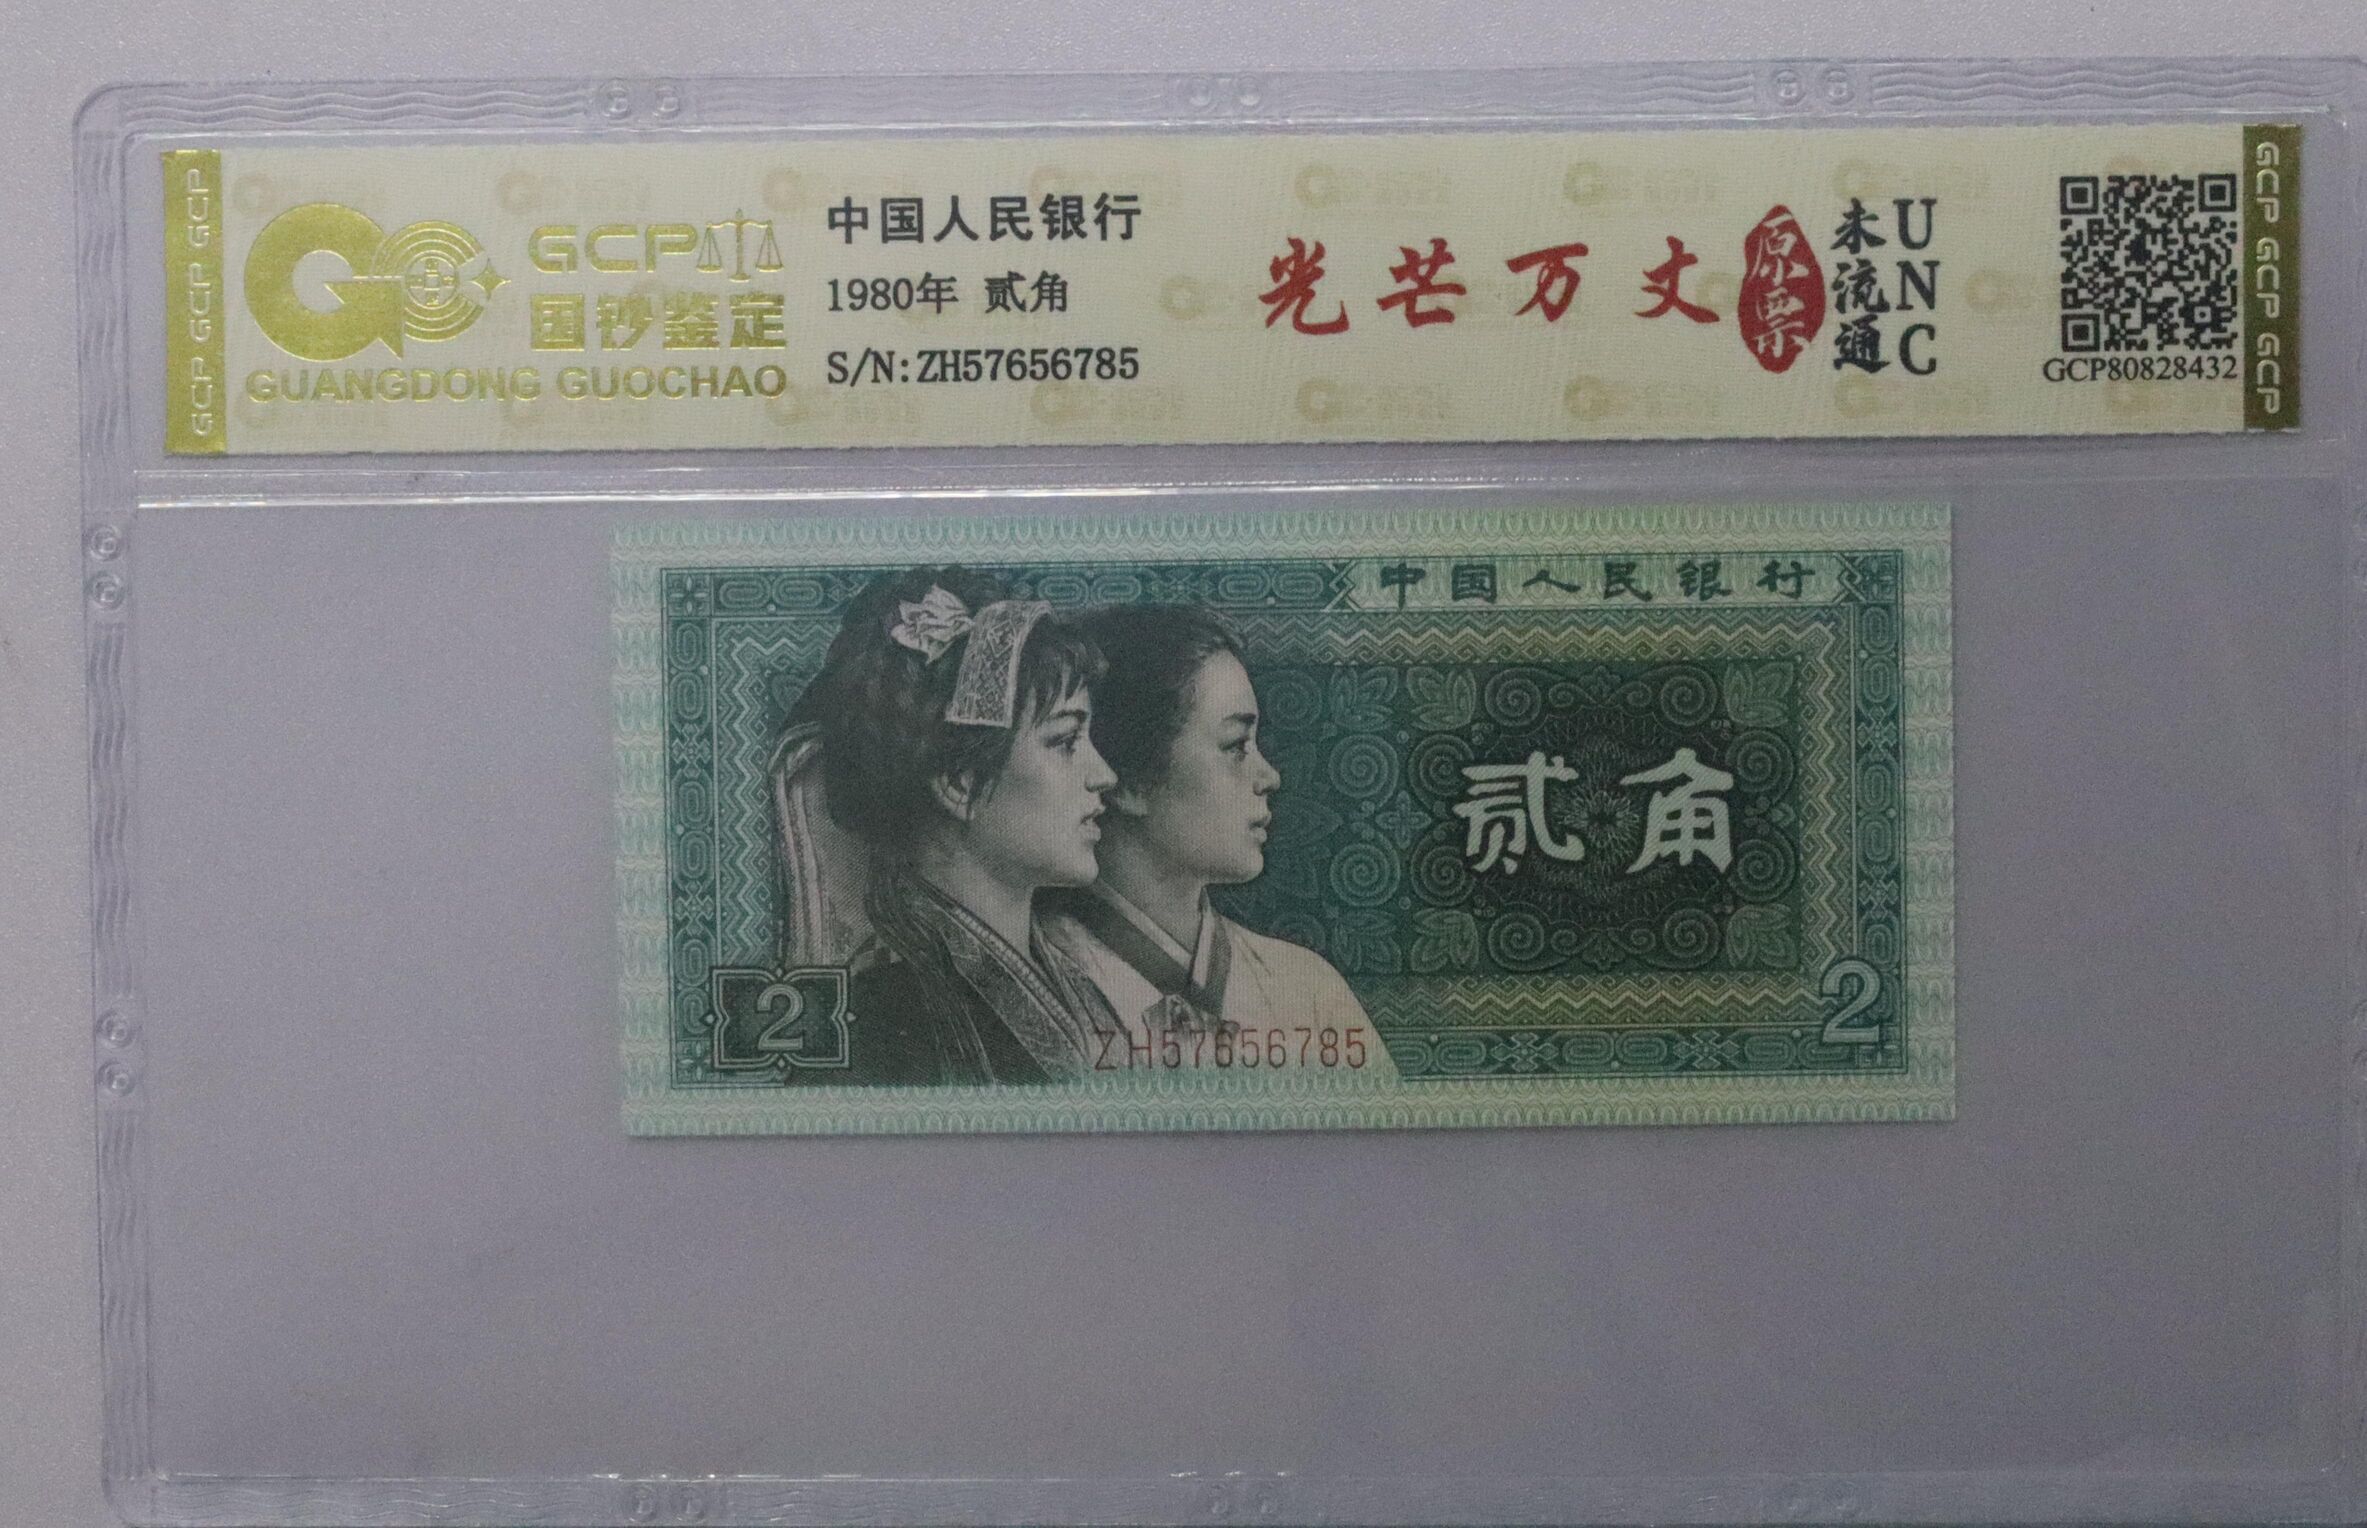 GCP GCP GCP
GCP
国钞鉴定
GUANGDONG GUOCHAO
中国人民银行
1980年 贰角
S/N:ZH57656785
光芒万丈
原票
未流通
UNC
GCP80828432
GCP GCP GCP
中国人民银行
贰角
2
2
ZH57656785